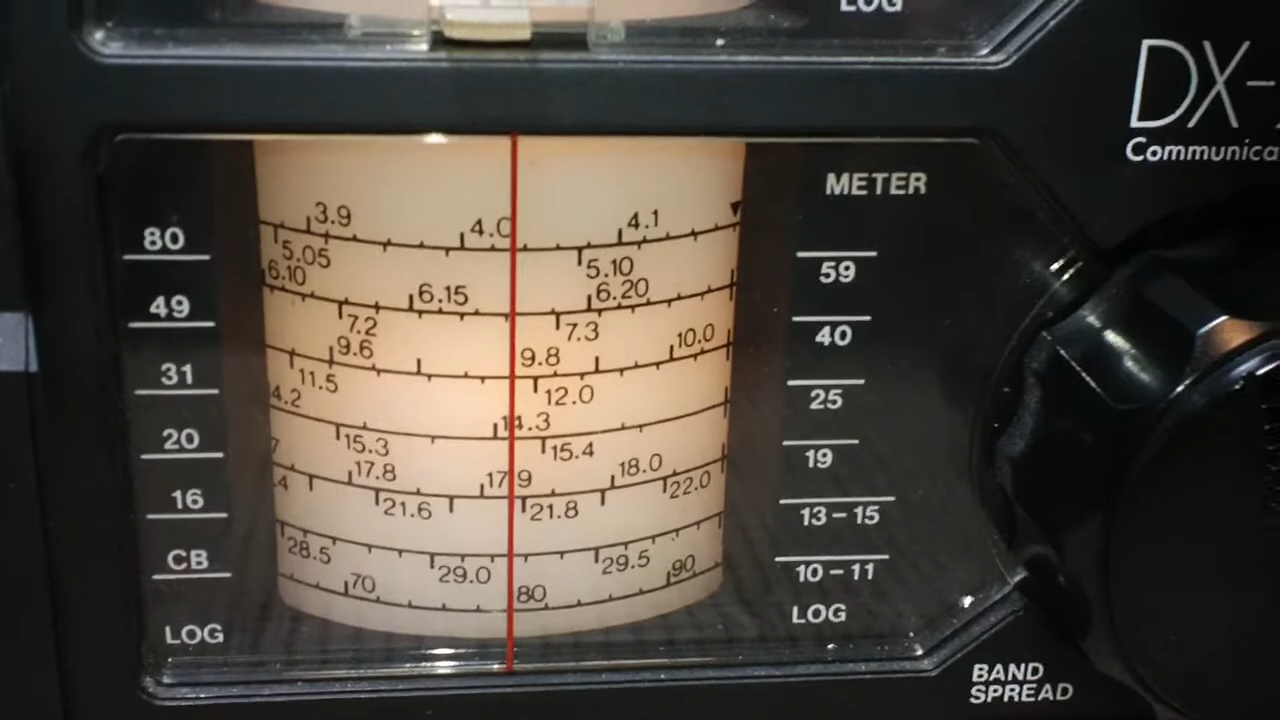 LOG
DX-
Communica
METER
3.9 4.0 4.1
80
5.05 5.10
59
6.10 6.15 6.20
49
7.2 7.3
40
9.6 9.8 10.0
31
11.5 12.0
25
4.2 14.3
20
15.3 15.4
19
7 17.8 17.9 18.0
16
.4 21.6 21.8 22.0
13-15
CB
28.5 29.0 29.5
10-11
70 80 90
LOG
LOG
BAND
SPREAD